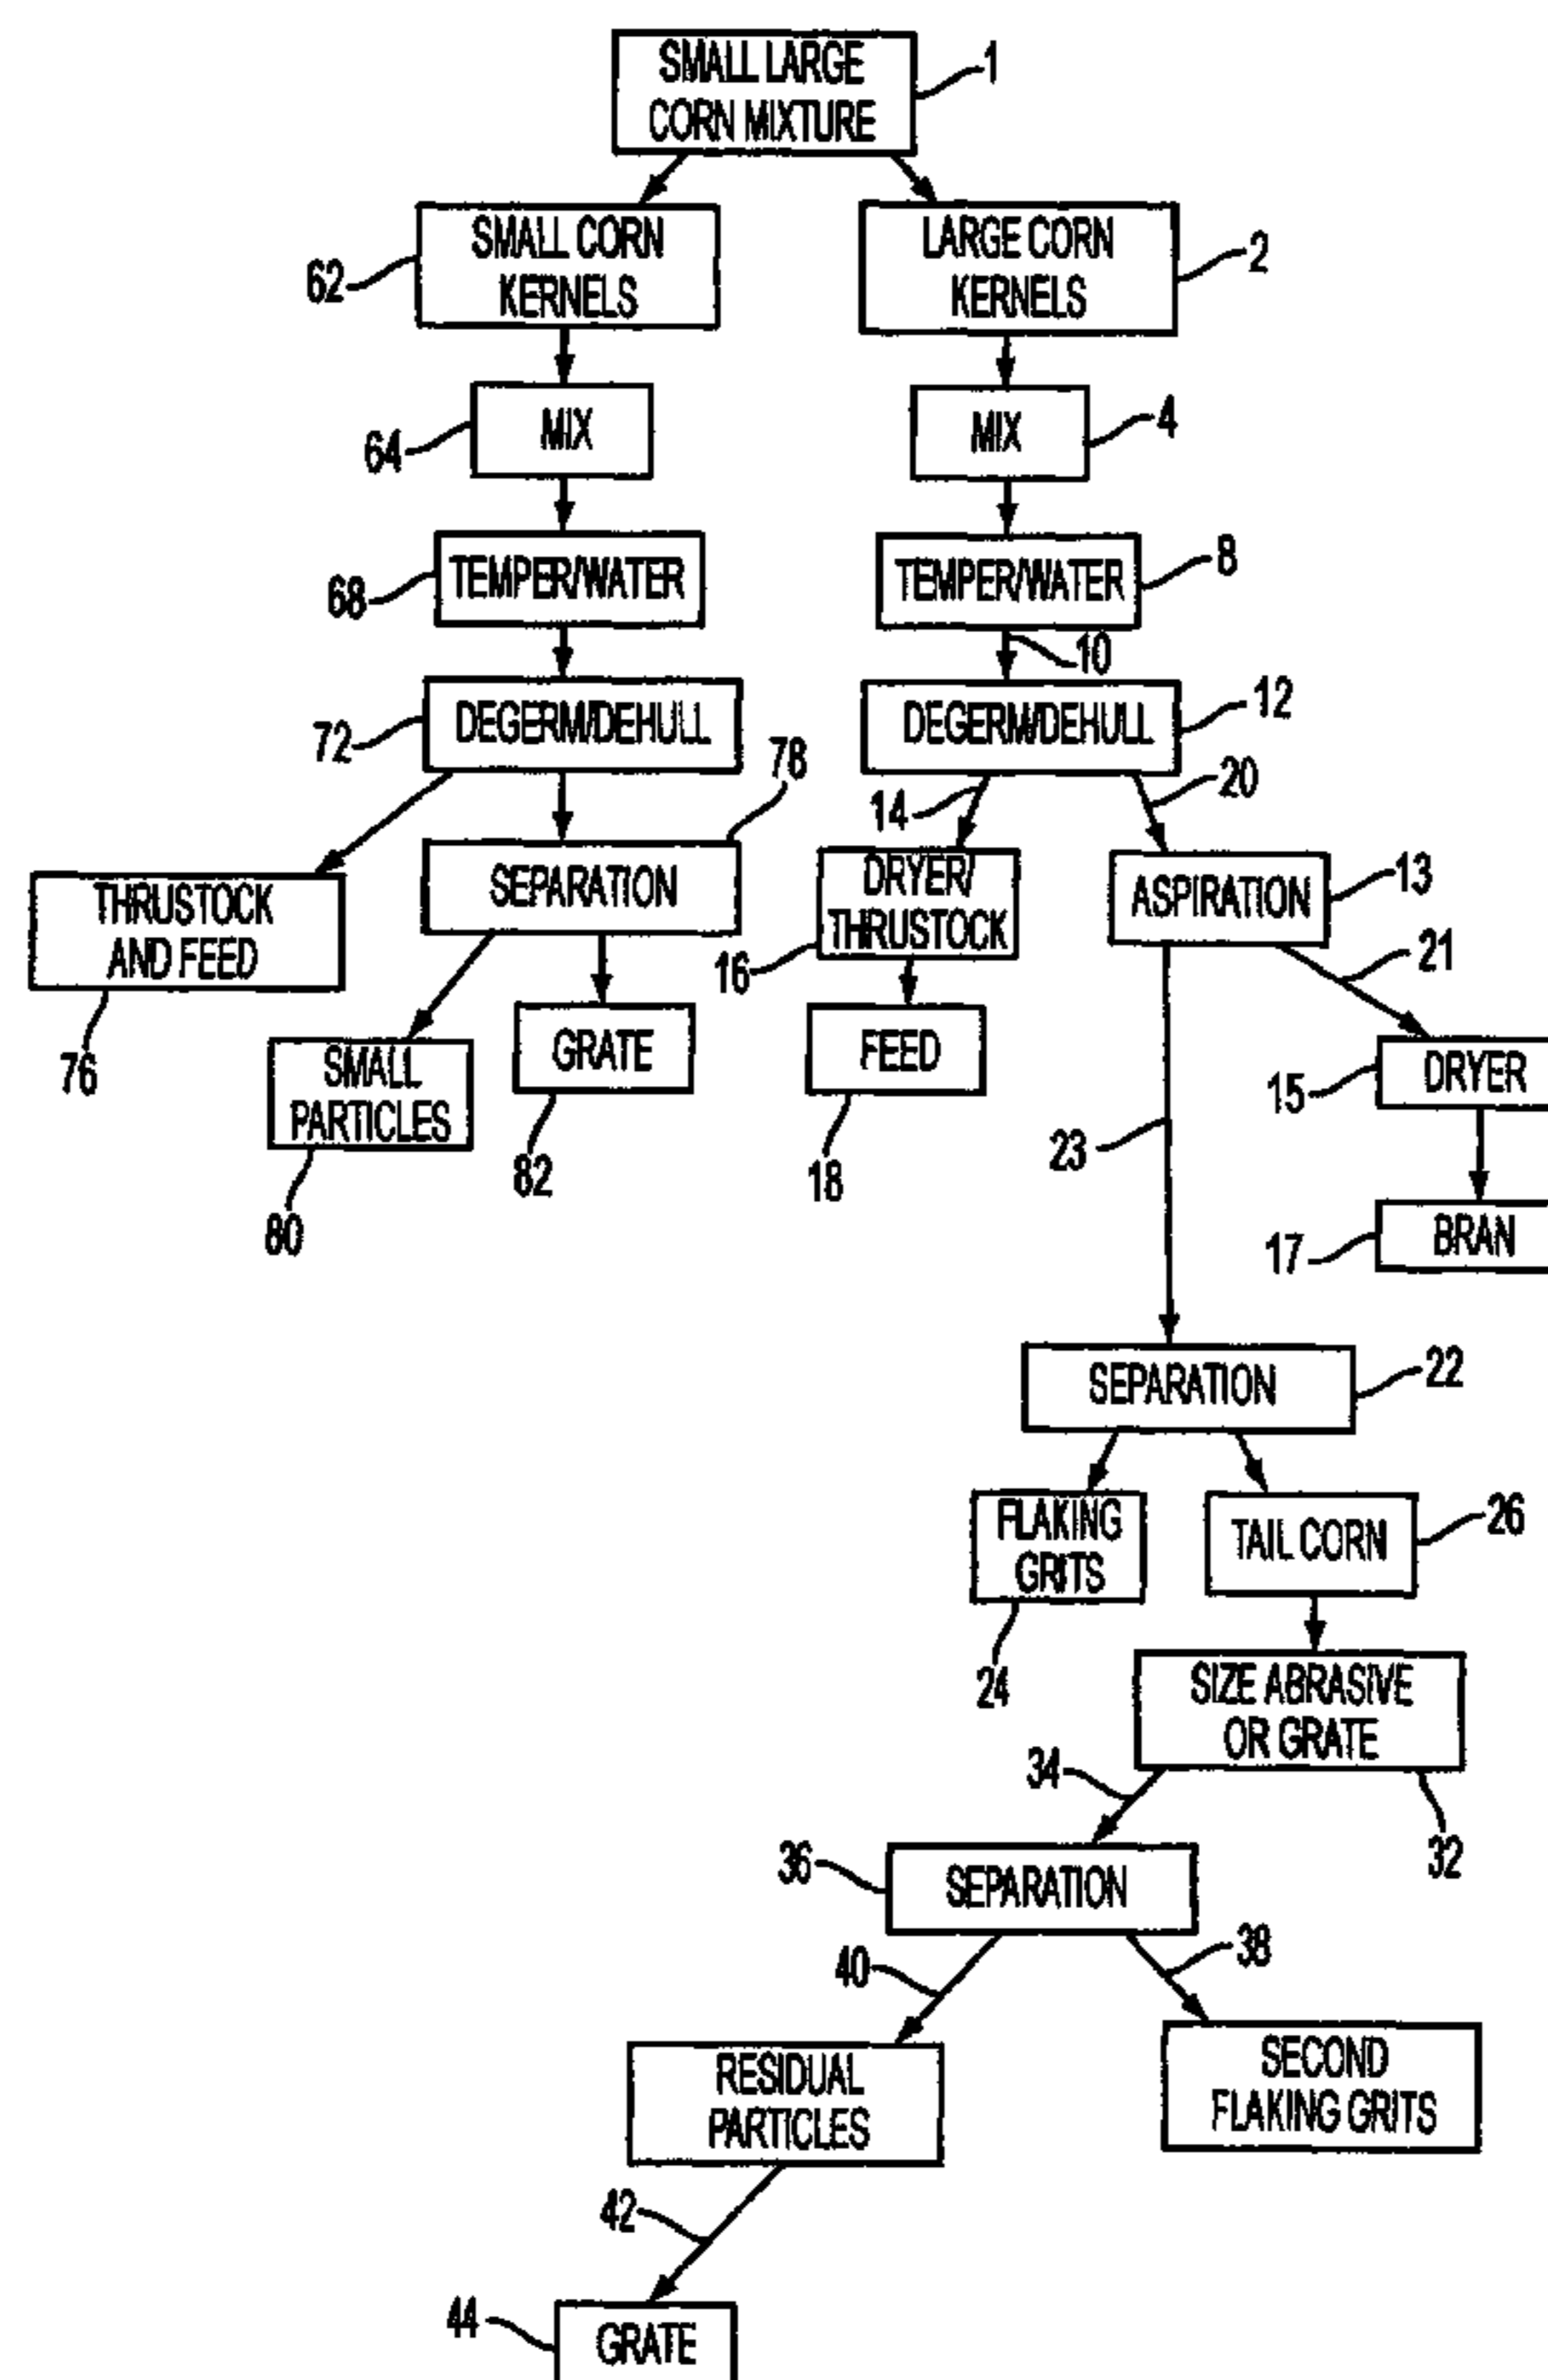 SMALL LARGE
CORN MIXTURE
1
SMALL CORN
KERNELS
62
LARGE CORN
KERNELS
2
MIX
64
MIX
4
TEMPER/WATER
68
TEMPER/WATER
8
10
DEGERM/DEHULL
72
DEGERM/DEHULL
12
78
14
20
THRUSTOCK
AND FEED
76
SEPARATION
DRYER/
THRUSTOCK
16
ASPIRATION
13
21
SMALL
PARTICLES
80
GRATE
82
FEED
18
DRYER
15
23
BRAN
17
SEPARATION
22
FLAKING
GRITS
24
TAIL CORN
26
SIZE ABRASIVE
OR GRATE
32
34
SEPARATION
36
40
38
RESIDUAL
PARTICLES
SECOND
FLAKING GRITS
42
GRATE
44